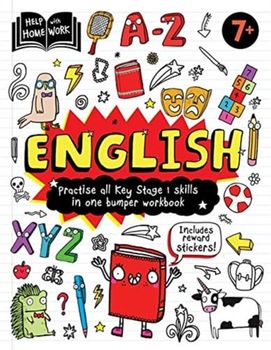 HELP with
HOME WORK
A-Z
7+
ENGLISH
Practise all Key Stage 1 skills
in one bumper workbook
Includes
reward
stickers!
XYZ